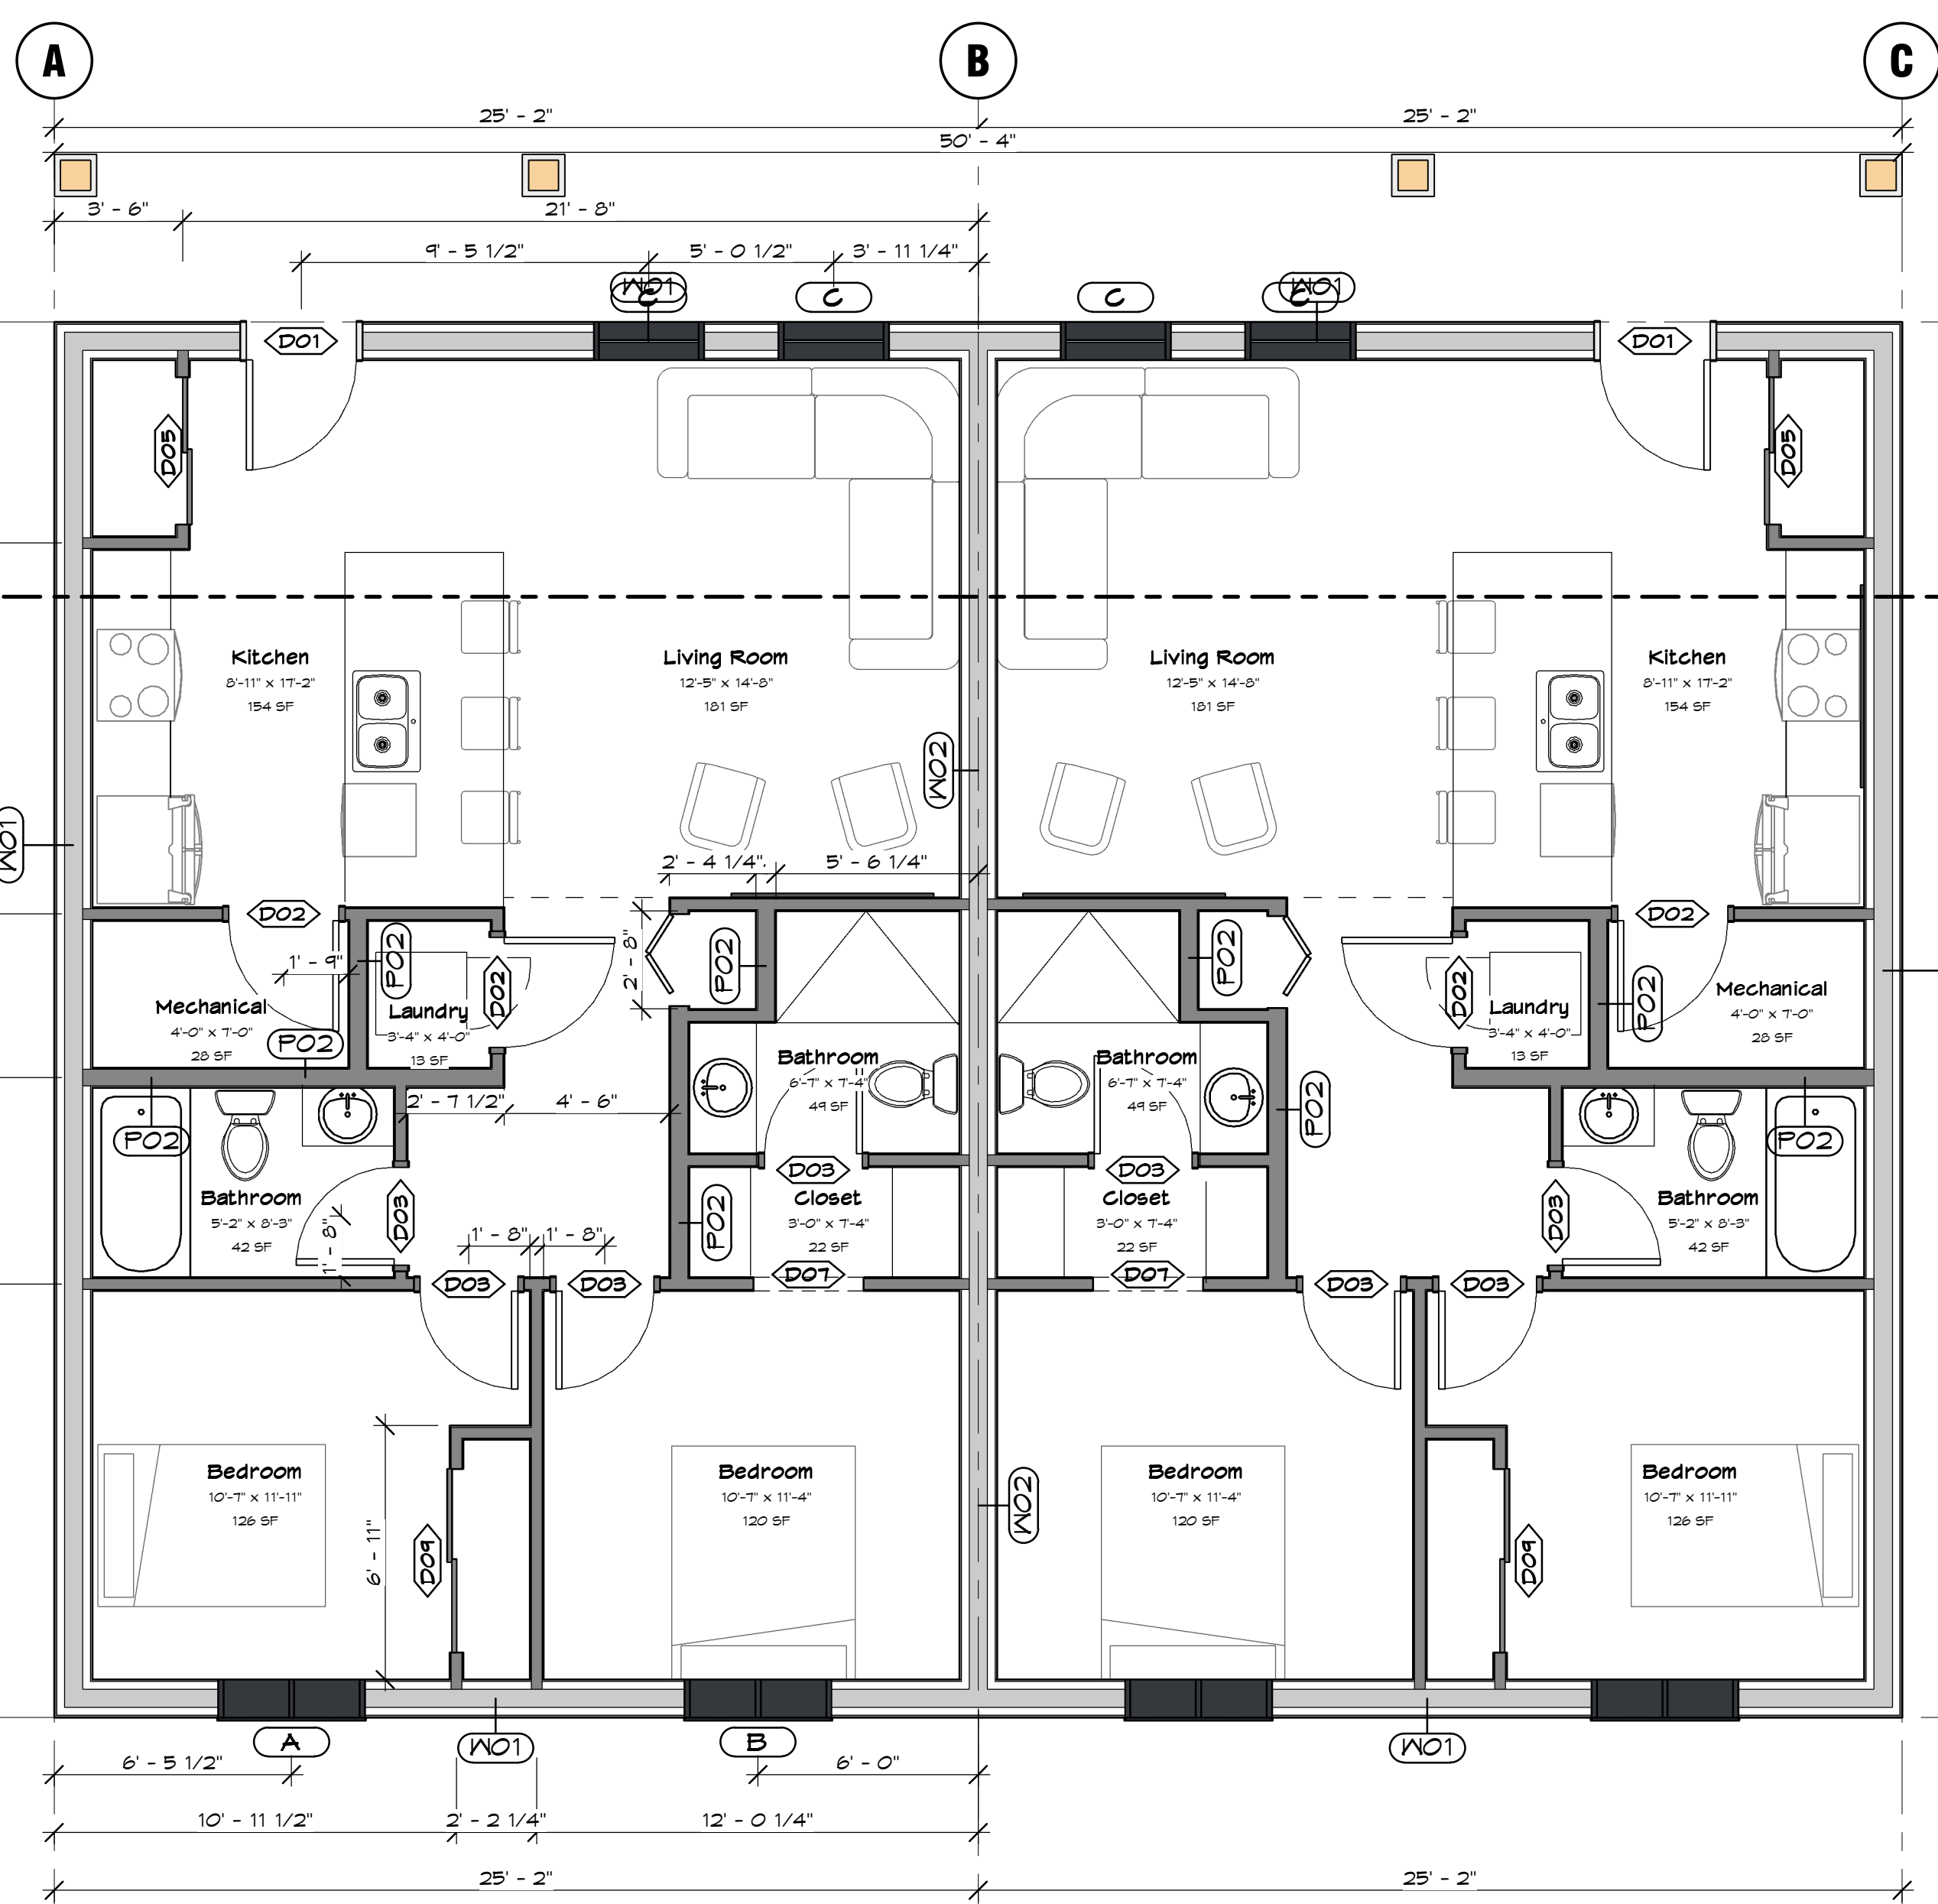 A
B
C
25' - 2"
25' - 2"
50' - 4"
3' - 6"
21' - 8"
9' - 5 1/2"
5' - 0 1/2"
3' - 11 1/4"
W01
C
C
C
W01
C
D01
D01
D05
D05
Kitchen
8'-11" x 17'-2"
154 SF
Living Room
12'-5" x 14'-8"
181 SF
Living Room
12'-5" x 14'-8"
181 SF
Kitchen
8'-11" x 17'-2"
154 SF
W02
W01
2' - 4 1/4"
5' - 6 1/4"
D02
D02
P02
1' - 9"
2' - 8"
P02
P02
D02
D02
P02
Mechanical
4'-0" x 7'-0"
28 SF
Laundry
3'-4" x 4'-0"
13 SF
Laundry
3'-4" x 4'-0"
13 SF
Mechanical
4'-0" x 7'-0"
28 SF
P02
Bathroom
6'-7" x 7'-4"
49 SF
Bathroom
6'-7" x 7'-4"
49 SF
2' - 7 1/2"
4' - 6"
P02
P02
P02
D03
D03
Bathroom
5'-2" x 8'-3"
42 SF
D03
1' - 8"
1' - 8"
1' - 8"
P02
Closet
3'-0" x 7'-4"
22 SF
Closet
3'-0" x 7'-4"
22 SF
D03
Bathroom
5'-2" x 8'-3"
42 SF
D03
D03
D07
D07
D03
D03
Bedroom
10'-7" x 11'-11"
126 SF
Bedroom
10'-7" x 11'-4"
120 SF
Bedroom
10'-7" x 11'-4"
120 SF
Bedroom
10'-7" x 11'-11"
126 SF
W02
6' - 11"
D09
D09
A
W01
B
W01
6' - 5 1/2"
6' - 0"
10' - 11 1/2"
2' - 2 1/4"
12' - 0 1/4"
25' - 2"
25' - 2"